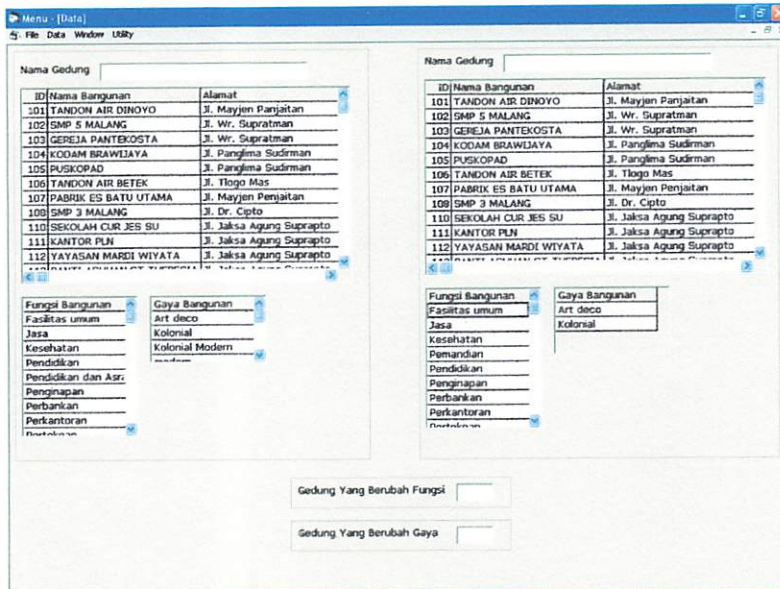 Menu - [Data]
File Data Window Utility
Nama Gedung
ID Nama Bangunan Alamat
101 TANDON AIR DINOYO Jl. Mayjen Panjaitan
102 SMP 5 MALANG Jl. Wr. Supratman
103 GEREJA PANTEKOSTA Jl. Wr. Supratman
104 KODAM BRAWIJAYA Jl. Panglima Sudirman
105 PUSKOPAD Jl. Panglima Sudirman
106 TANDON AIR BETEK Jl. Tlogo Mas
107 PABRIK ES BATU UTAMA Jl. Mayjen Penjaitan
108 SMP 3 MALANG Jl. Dr. Cipto
110 SEKOLAH CUR JES SU Jl. Jaksa Agung Suprapto
111 KANTOR PLN Jl. Jaksa Agung Suprapto
112 YAYASAN MARDI WIYATA Jl. Jaksa Agung Suprapto
Fungsi Bangunan
Fasilitas umum
Jasa
Kesehatan
Pendidikan
Pendidikan dan Asra
Penginapan
Perbankan
Perkantoran
Gaya Bangunan
Art deco
Kolonial
Kolonial Modern
Nama Gedung
ID Nama Bangunan Alamat
101 TANDON AIR DINOYO Jl. Mayjen Panjaitan
102 SMP 5 MALANG Jl. Wr. Supratman
103 GEREJA PANTEKOSTA Jl. Wr. Supratman
104 KODAM BRAWIJAYA Jl. Panglima Sudirman
105 PUSKOPAD Jl. Panglima Sudirman
106 TANDON AIR BETEK Jl. Tlogo Mas
107 PABRIK ES BATU UTAMA Jl. Mayjen Penjaitan
108 SMP 3 MALANG Jl. Dr. Cipto
110 SEKOLAH CUR JES SU Jl. Jaksa Agung Suprapto
111 KANTOR PLN Jl. Jaksa Agung Suprapto
112 YAYASAN MARDI WIYATA Jl. Jaksa Agung Suprapto
Fungsi Bangunan
Fasilitas umum
Jasa
Kesehatan
Pemandian
Pendidikan
Penginapan
Perbankan
Perkantoran
Gaya Bangunan
Art deco
Kolonial
Gedung Yang Berubah Fungsi
Gedung Yang Berubah Gaya